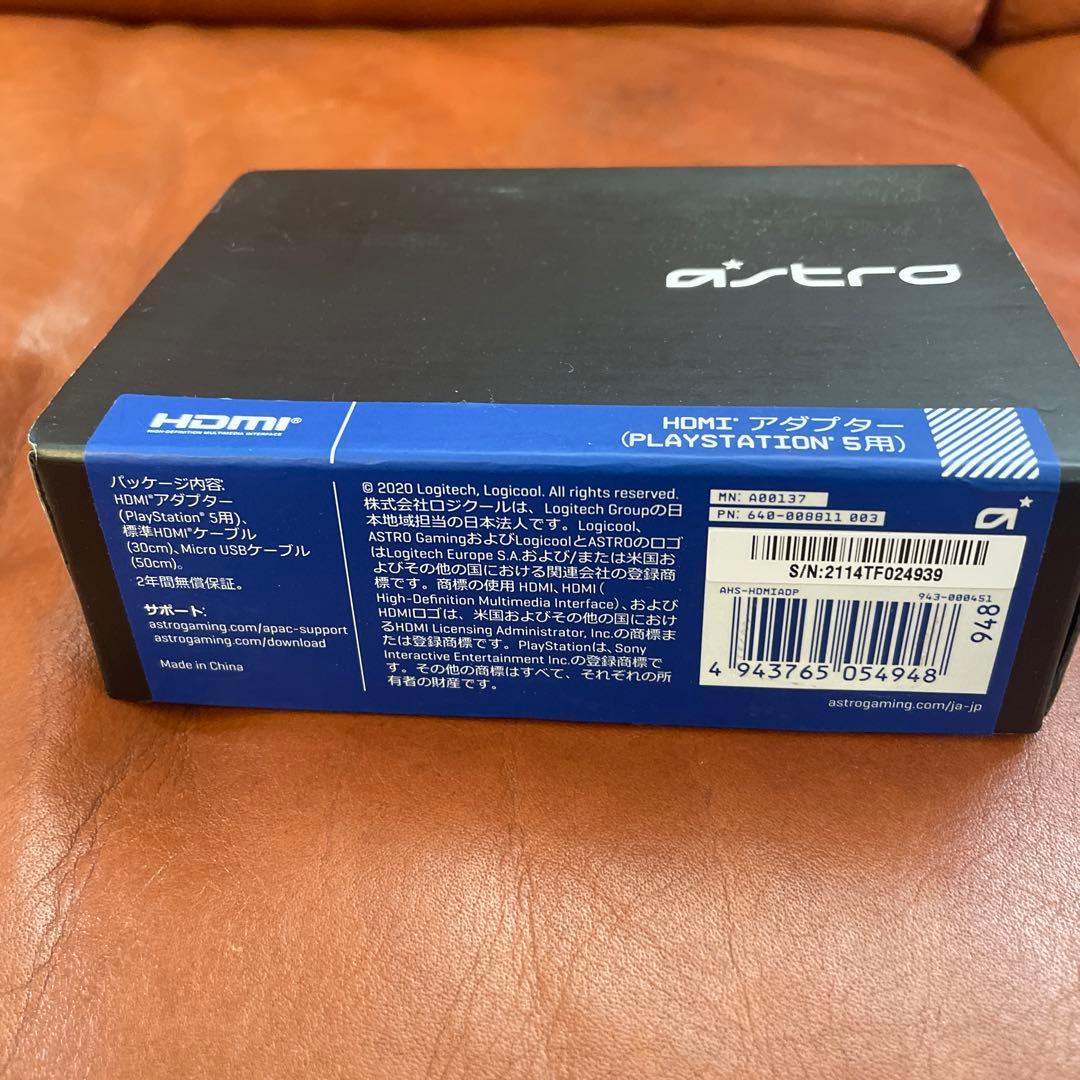 astro
HDMI®
HIGH-DEFINITION MULTIMEDIA INTERFACE
HDMI® アダプター
(PLAYSTATION® 5用)
パッケージ内容:
HDMI®アダプター
(PlayStation® 5用)、
標準HDMI®ケーブル
(30cm)、Micro USBケーブル
(50cm)。
2年間無償保証。
サポート:
astrogaming.com/apac-support
astrogaming.com/download
Made in China
© 2020 Logitech, Logicool. All rights reserved.
株式会社ロジクールは、Logitech Groupの日
本地域担当の日本法人です。Logicool,
ASTRO GamingおよびLogicoolとASTROのロゴ
はLogitech Europe S.A.および/または米国お
よびその他の国における関連会社の登録商
標です。商標の使用 HDMI、HDMI (
High-Definition Multimedia Interface)、および
HDMIロゴは、米国およびその他の国におけ
るHDMI Licensing Administrator, Inc.の商標ま
たは登録商標です。PlayStationは、Sony
Interactive Entertainment Inc.の登録商標で
す。その他の商標はすべて、それぞれの所
有者の財産です。
MN: A00137
PN: 640-008811 003
S/N:2114TF024939
AHS-HDMIADP 943-000451
948
4 943765 054948
astrogaming.com/ja-jp